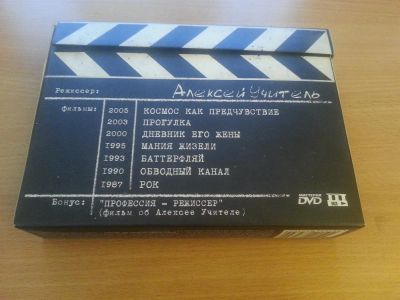 Режиссер: Алексей Учитель
фильмы: 2005 КОСМОС КАК ПРЕДЧУВСТВИЕ
2003 ПРОГУЛКА
2000 ДНЕВНИК ЕГО ЖЕНЫ
1995 МАНИЯ ЖИЗЕЛИ
1993 БАТТЕРФЛЯЙ
1990 ОБВОДНЫЙ КАНАЛ
1987 РОК
Бонус: "ПРОФЕССИЯ – РЕЖИССЕР"
(фильм об Алексее Учителе)
DVD